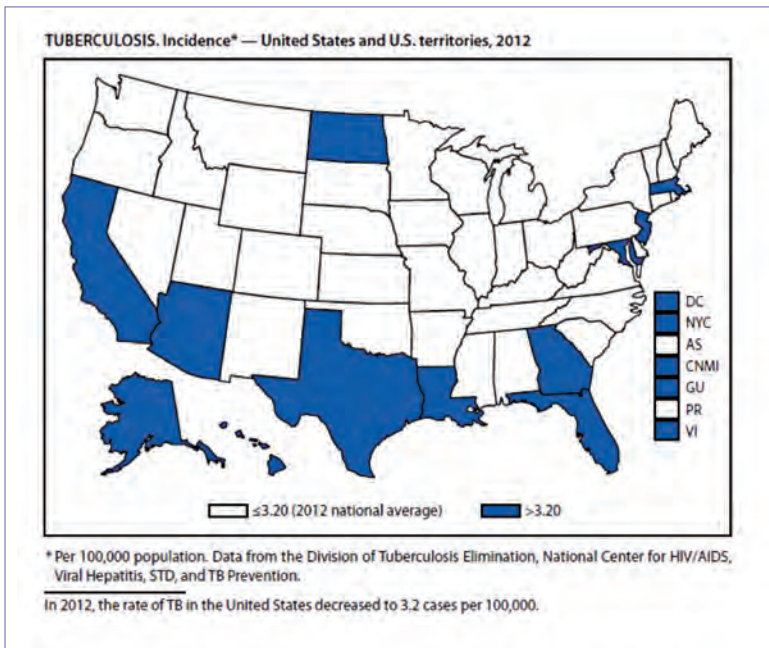 TUBERCULOSIS. Incidence* — United States and U.S. territories, 2012
DC
NYC
AS
CNMI
GU
PR
VI
≤3.20 (2012 national average) >3.20
* Per 100,000 population. Data from the Division of Tuberculosis Elimination, National Center for HIV/AIDS,
Viral Hepatitis, STD, and TB Prevention.
In 2012, the rate of TB in the United States decreased to 3.2 cases per 100,000.